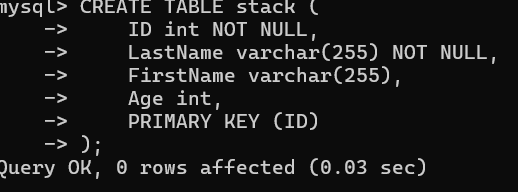 mysql> CREATE TABLE stack (
    ->     ID int NOT NULL,
    ->     LastName varchar(255) NOT NULL,
    ->     FirstName varchar(255),
    ->     Age int,
    ->     PRIMARY KEY (ID)
    -> );
Query OK, 0 rows affected (0.03 sec)